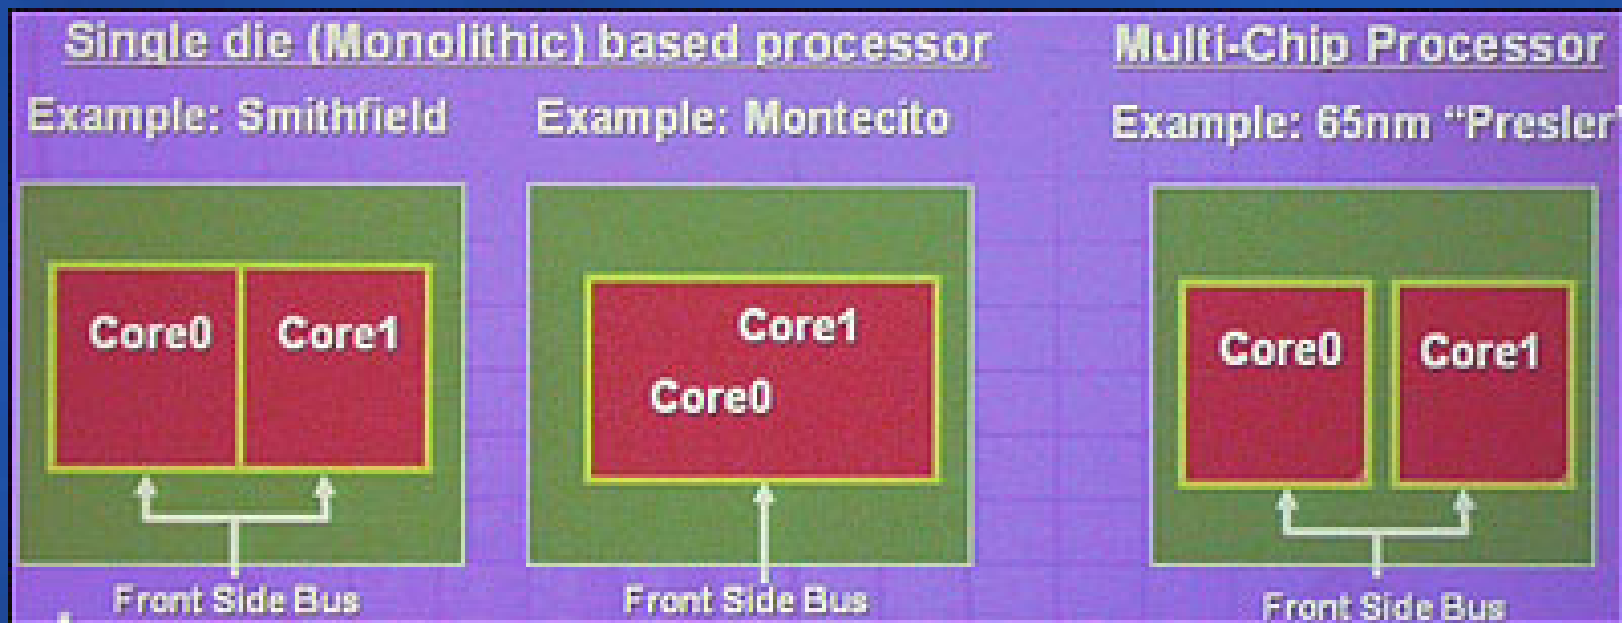 Single die (Monolithic) based processor
Multi-Chip Processor
Example: Smithfield
Example: Montecito
Example: 65nm “Presler”
Core0
Core1
Core1
Core0
Core0
Core1
Front Side Bus
Front Side Bus
Front Side Bus